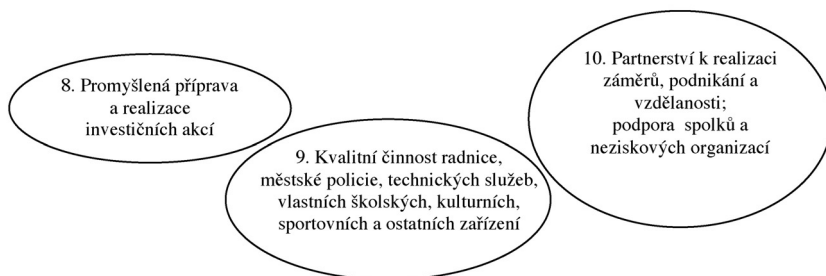 8. Promyšlená příprava
a realizace
investičních akcí
9. Kvalitní činnost radnice,
městské policie, technických služeb,
vlastních školských, kulturních,
sportovních a ostatních zařízení
10. Partnerství k realizaci
záměrů, podnikání a
vzdělanosti;
podpora spolků a
neziskových organizací